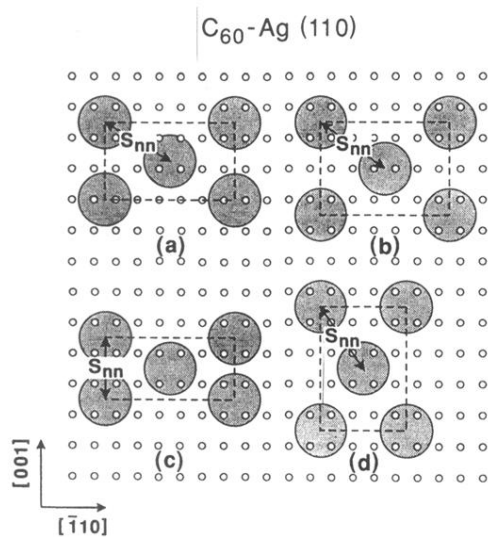 C60-Ag (110)
Snn Snn
(a) (b)
Snn Snn
(c) (d)
[001]
[1̄10]